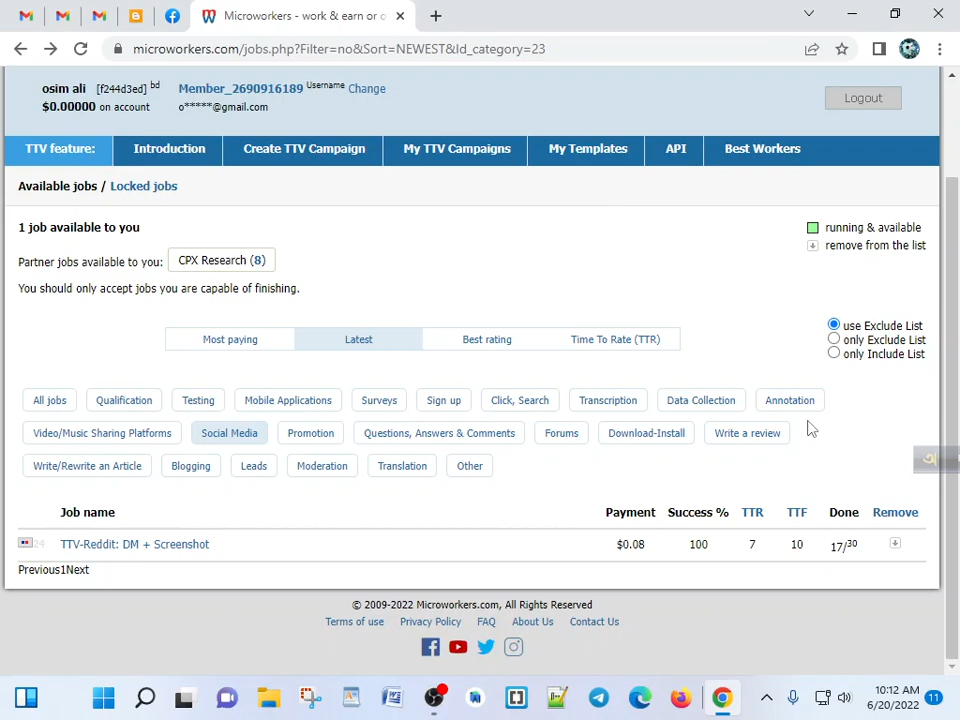 Microworkers - work & earn or o
microworkers.com/jobs.php?Filter=no&Sort=NEWEST&Id_category=23
osim ali [f244d3ed] bd Member_2690916189 Username Change
$0.00000 on account o*****@gmail.com
Logout
TTV feature: Introduction Create TTV Campaign My TTV Campaigns My Templates API Best Workers
Available jobs / Locked jobs
1 job available to you
running & available
remove from the list
Partner jobs available to you: CPX Research (8)
You should only accept jobs you are capable of finishing.
use Exclude List
only Exclude List
only Include List
Most paying Latest Best rating Time To Rate (TTR)
All jobs Qualification Testing Mobile Applications Surveys Sign up Click, Search Transcription Data Collection Annotation
Video/Music Sharing Platforms Social Media Promotion Questions, Answers & Comments Forums Download-Install Write a review
অ
Write/Rewrite an Article Blogging Leads Moderation Translation Other
Job name Payment Success % TTR TTF Done Remove
24 TTV-Reddit: DM + Screenshot $0.08 100 7 10 17/30
Previous1Next
© 2009-2022 Microworkers.com, All Rights Reserved
Terms of use Privacy Policy FAQ About Us Contact Us
10:12 AM
6/20/2022
11